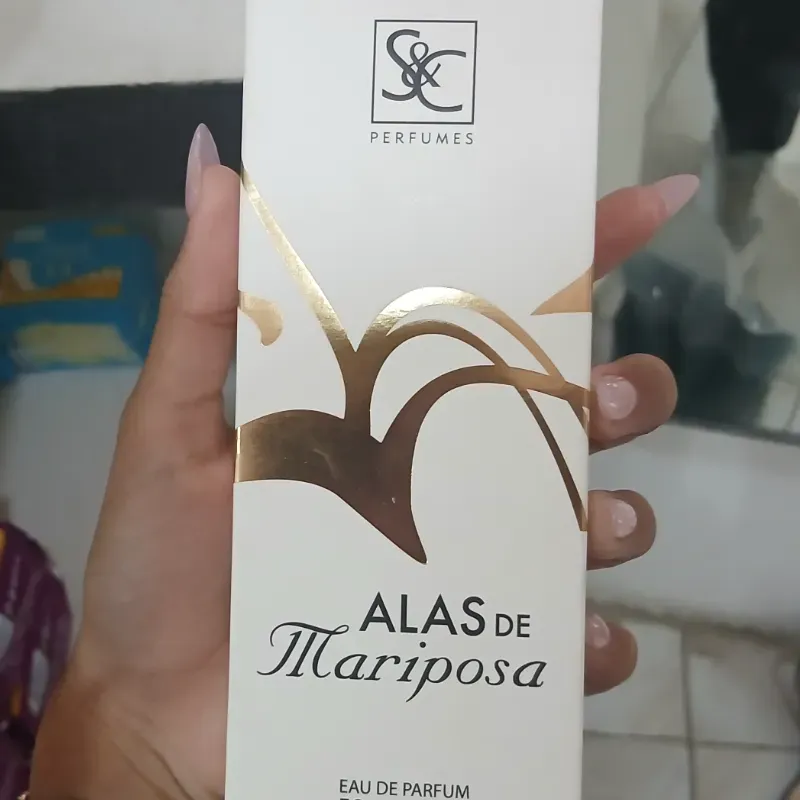 S&C
PERFUMES
ALAS DE
Mariposa
EAU DE PARFUM